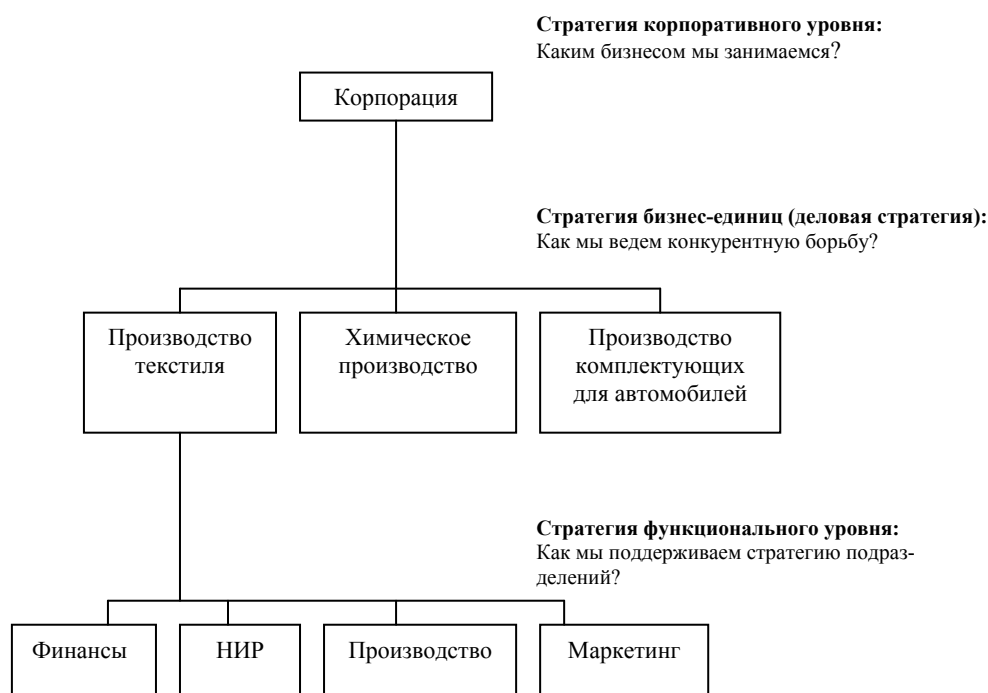 Стратегия корпоративного уровня:
Каким бизнесом мы занимаемся?
Корпорация
Стратегия бизнес-единиц (деловая стратегия):
Как мы ведем конкурентную борьбу?
Производство
текстиля
Химическое
производство
Производство
комплектующих
для автомобилей
Стратегия функционального уровня:
Как мы поддерживаем стратегию подраз-
делений?
Финансы
НИР
Производство
Маркетинг